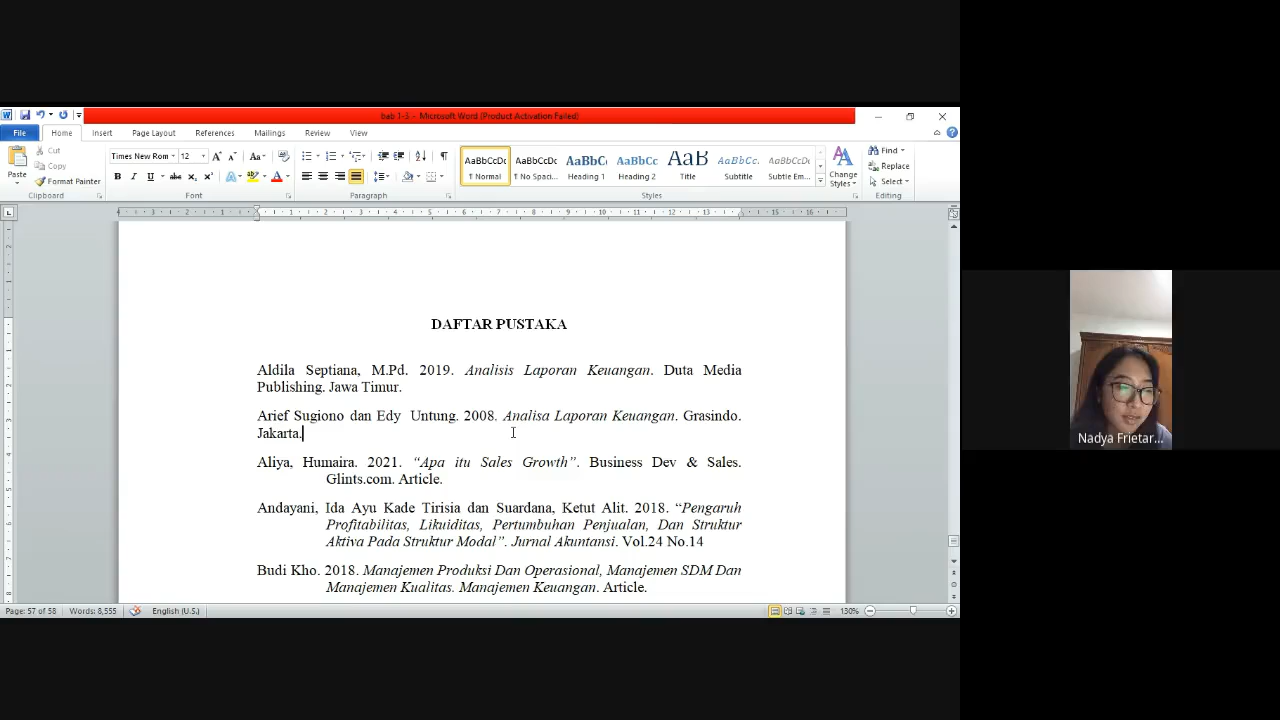 bab 1-3 - Microsoft Word (Product Activation Failed)
File Home Insert Page Layout References Mailings Review View
Paste
Cut
Copy
Format Painter
Clipboard
Times New Rom 12
Font
Paragraph
AaBbCcDc AaBbCcDc AaBbC AaBbCc AaB AaBbCc. AaBbCcDc
¶ Normal ¶ No Spaci... Heading 1 Heading 2 Title Subtitle Subtle Em...
Change
Styles
Styles
Find
Replace
Select
Editing
DAFTAR PUSTAKA
Aldila Septiana, M.Pd. 2019. Analisis Laporan Keuangan. Duta Media
Publishing. Jawa Timur.
Arief Sugiono dan Edy Untung. 2008. Analisa Laporan Keuangan. Grasindo.
Jakarta.
Aliya, Humaira. 2021. “Apa itu Sales Growth”. Business Dev & Sales.
Glints.com. Article.
Andayani, Ida Ayu Kade Tirisia dan Suardana, Ketut Alit. 2018. “Pengaruh
Profitabilitas, Likuiditas, Pertumbuhan Penjualan, Dan Struktur
Aktiva Pada Struktur Modal”. Jurnal Akuntansi. Vol.24 No.14
Budi Kho. 2018. Manajemen Produksi Dan Operasional, Manajemen SDM Dan
Manajemen Kualitas. Manajemen Keuangan. Article.
Nadya Frietar...
Page: 57 of 58 Words: 8,555 English (U.S.) 130%